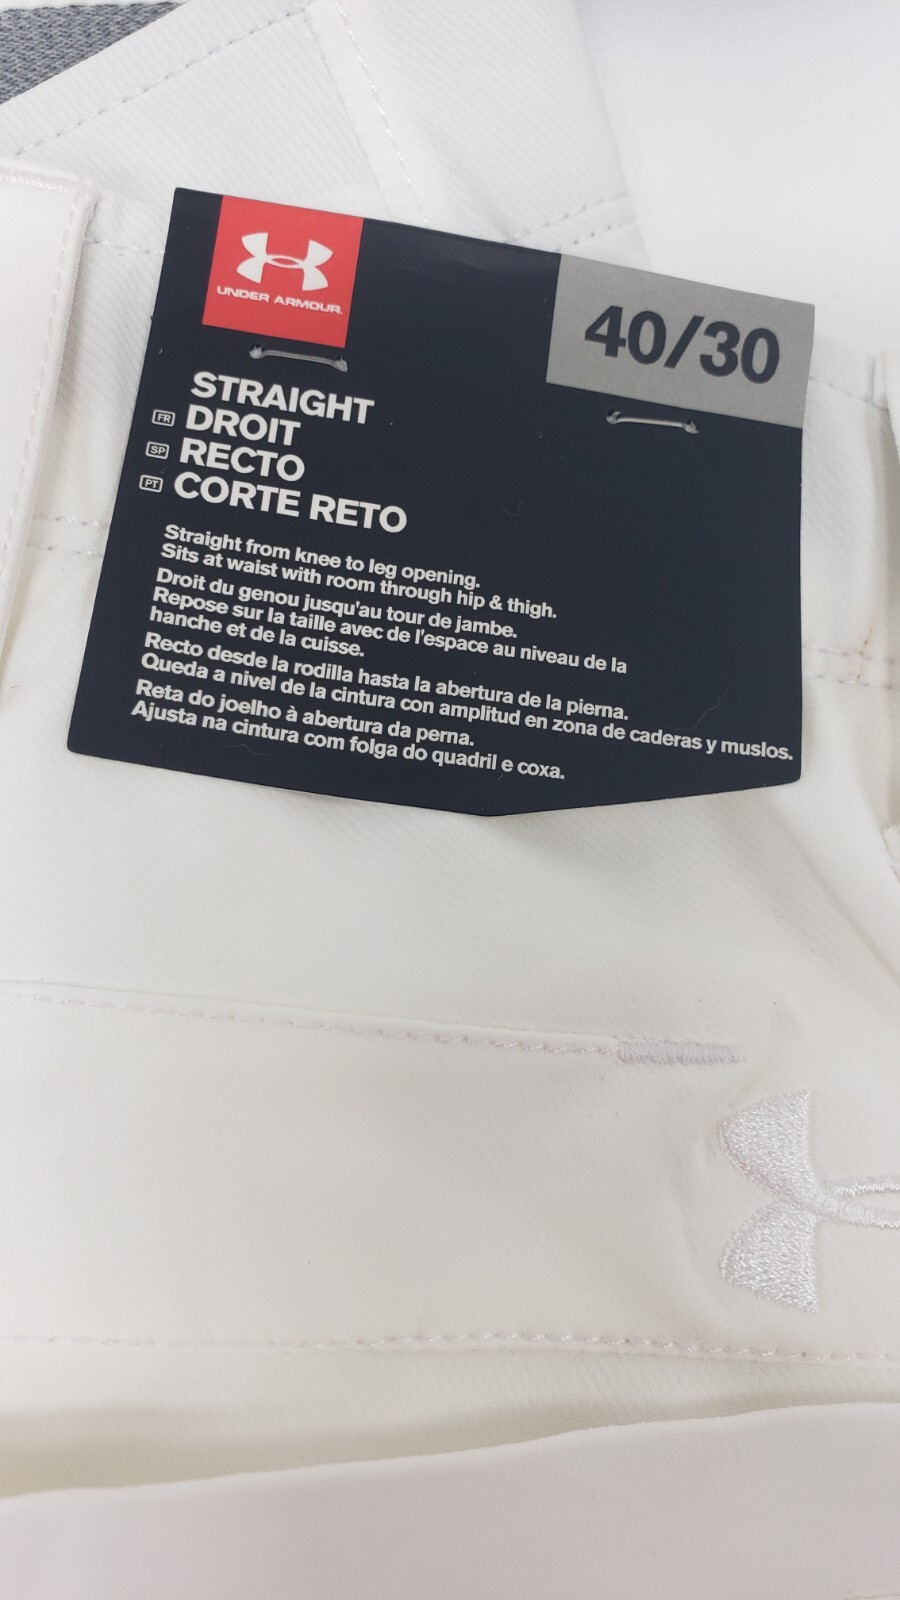 UNDER ARMOUR.
40/30
STRAIGHT
FR DROIT
SP RECTO
PT CORTE RETO
Straight from knee to leg opening.
Sits at waist with room through hip & thigh.
Droit du genou jusqu'au tour de jambe.
Repose sur la taille avec de l'espace au niveau de la
hanche et de la cuisse.
Recto desde la rodilla hasta la abertura de la pierna.
Queda a nivel de la cintura con amplitud en zona de caderas y muslos.
Reta do joelho à abertura da perna.
Ajusta na cintura com folga do quadril e coxa.